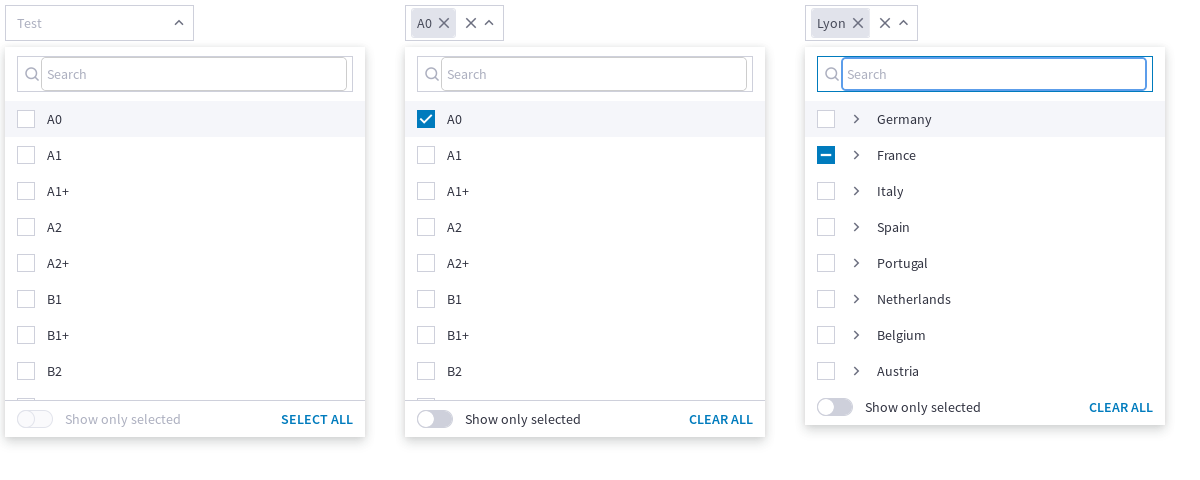 Test
Search
A0
A1
A1+
A2
A2+
B1
B1+
B2
Show only selected
SELECT ALL
A0
Search
A0
A1
A1+
A2
A2+
B1
B1+
B2
Show only selected
CLEAR ALL
Lyon
Search
Germany
France
Italy
Spain
Portugal
Netherlands
Belgium
Austria
Show only selected
CLEAR ALL